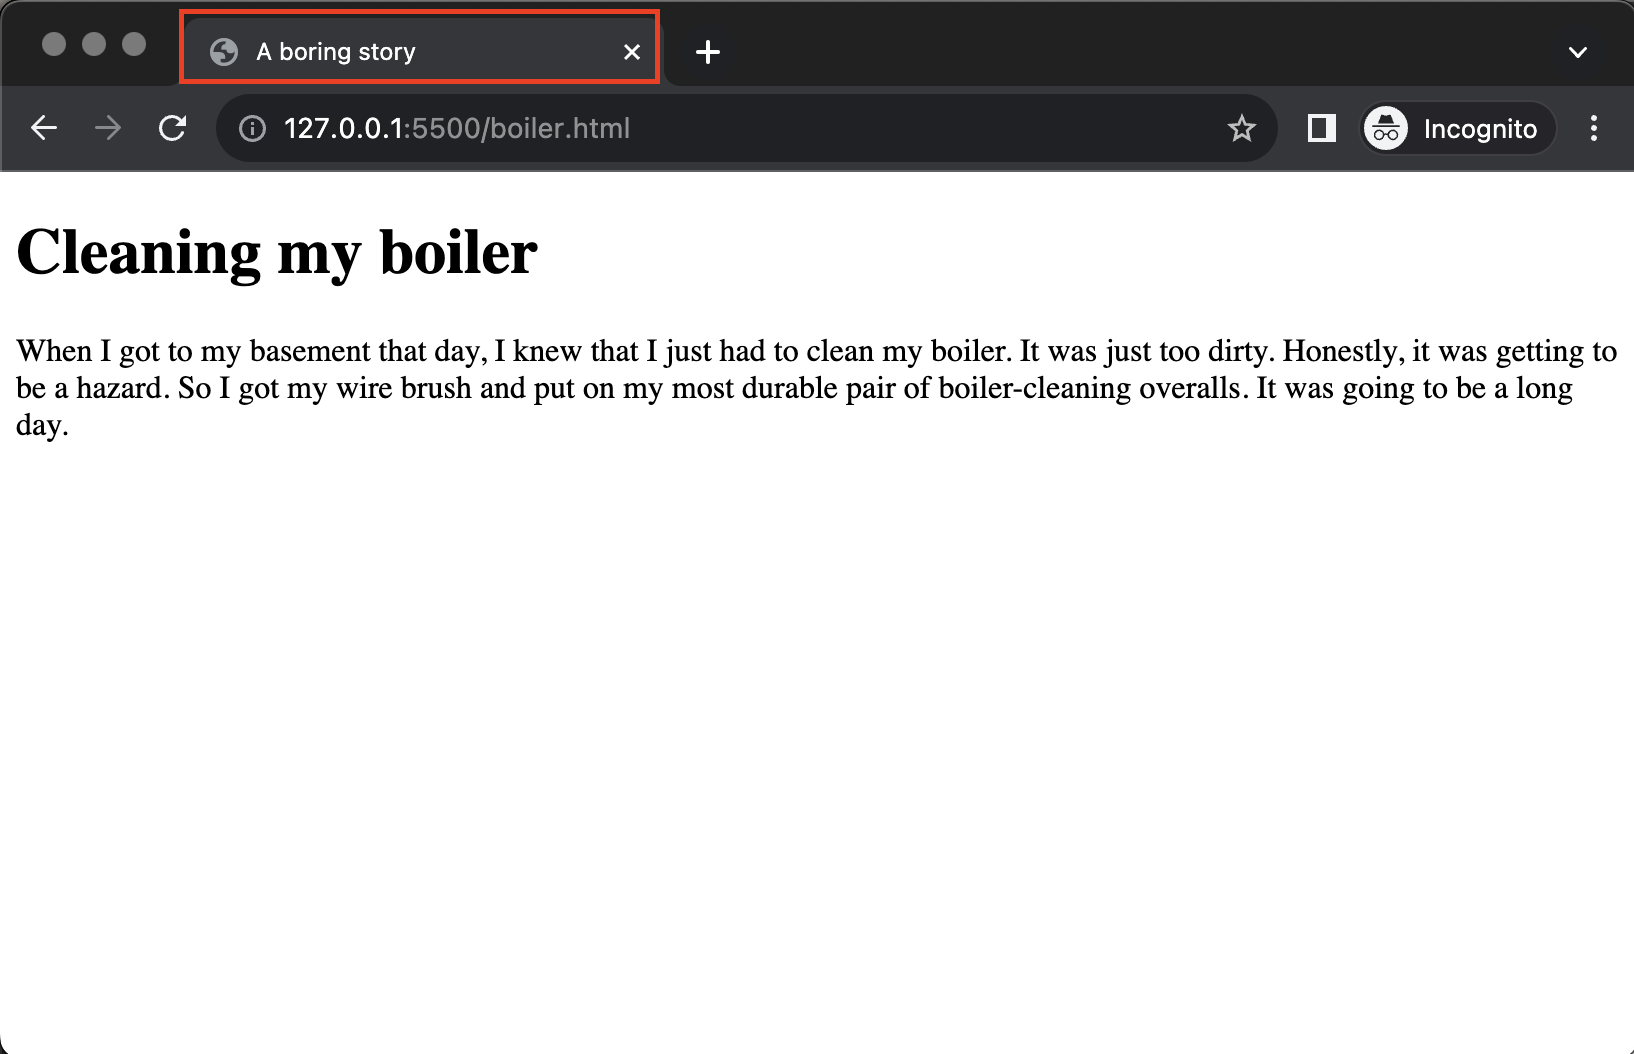 A boring story
127.0.0.1:5500/boiler.html
Incognito
Cleaning my boiler
When I got to my basement that day, I knew that I just had to clean my boiler. It was just too dirty. Honestly, it was getting to
be a hazard. So I got my wire brush and put on my most durable pair of boiler-cleaning overalls. It was going to be a long
day.